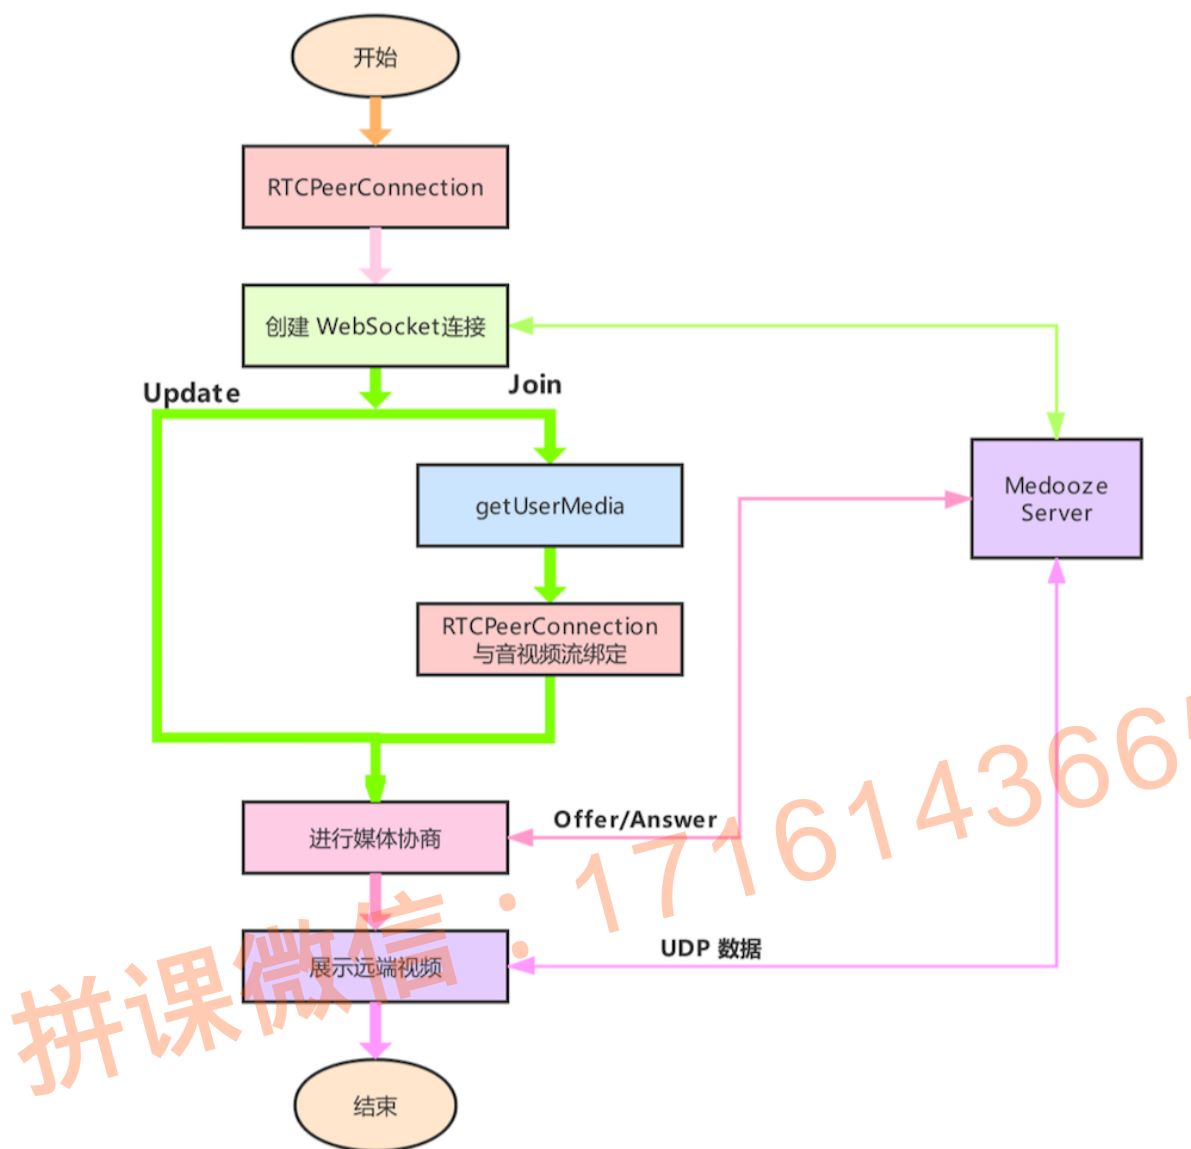 开始
RTCPeerConnection
创建 WebSocket连接
Update
Join
getUserMedia
Medooze
Server
RTCPeerConnection
与音视频流绑定
Offer/Answer
进行媒体协商
UDP 数据
展示远端视频
结束
拼课微信：171614366